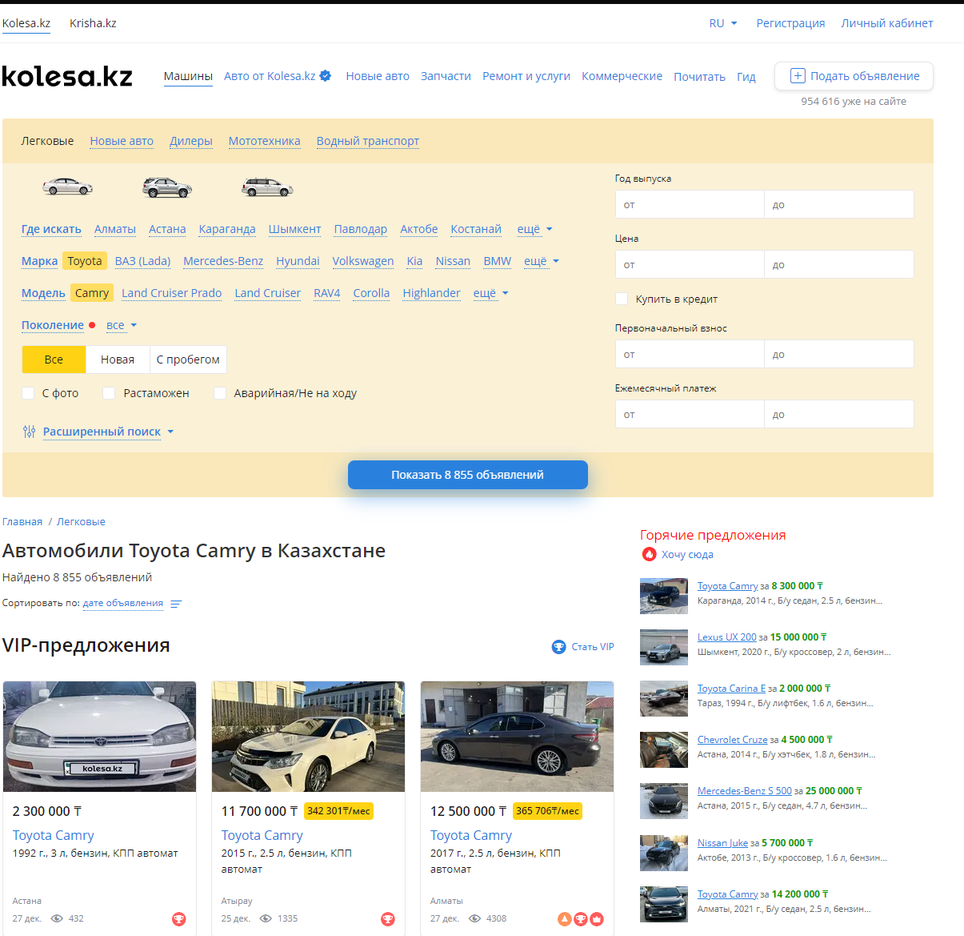 Kolesa.kz Krisha.kz RU Регистрация Личный кабинет
kolesa.kz Машины Авто от Kolesa.kz Новые авто Запчасти Ремонт и услуги Коммерческие Почитать Гид Подать объявление
954 616 уже на сайте
Легковые Новые авто Дилеры Мототехника Водный транспорт
Год выпуска
от до
Где искать Алматы Астана Караганда Шымкент Павлодар Актобе Костанай ещё
Цена
Марка Toyota ВАЗ (Lada) Mercedes-Benz Hyundai Volkswagen Kia Nissan BMW ещё
от до
Модель Camry Land Cruiser Prado Land Cruiser RAV4 Corolla Highlander ещё
Купить в кредит
Поколение все
Первоначальный взнос
Все Новая С пробегом
от до
Ежемесячный платеж
С фото Растаможен Аварийная/Не на ходу
от до
Расширенный поиск
Показать 8 855 объявлений
Главная / Легковые
Автомобили Toyota Camry в Казахстане
Найдено 8 855 объявлений
Сортировать по: дате объявления
VIP-предложения Стать VIP
kolesa.kz
2 300 000 ₸
Toyota Camry
1992 г., 3 л, бензин, КПП автомат
Астана
27 дек. 432
11 700 000 ₸ 342 301₸/мес
Toyota Camry
2015 г., 2.5 л, бензин, КПП
автомат
Атырау
25 дек. 1335
12 500 000 ₸ 365 706₸/мес
Toyota Camry
2017 г., 2.5 л, бензин, КПП
автомат
Алматы
27 дек. 4308
Горячие предложения
Хочу сюда
Toyota Camry за 8 300 000 ₸
Караганда, 2014 г., Б/у седан, 2.5 л, бензин...
Lexus UX 200 за 15 000 000 ₸
Шымкент, 2020 г., Б/у кроссовер, 2 л, бензин...
Toyota Carina E за 2 000 000 ₸
Тараз, 1994 г., Б/у лифтбек, 1.6 л, бензин...
Chevrolet Cruze за 4 500 000 ₸
Астана, 2014 г., Б/у хэтчбек, 1.8 л, бензин...
Mercedes-Benz S 500 за 25 000 000 ₸
Астана, 2015 г., Б/у седан, 4.7 л, бензин...
Nissan Juke за 5 700 000 ₸
Актобе, 2013 г., Б/у кроссовер, 1.6 л, бензин...
Toyota Camry за 14 200 000 ₸
Алматы, 2021 г., Б/у седан, 2.5 л, бензин...